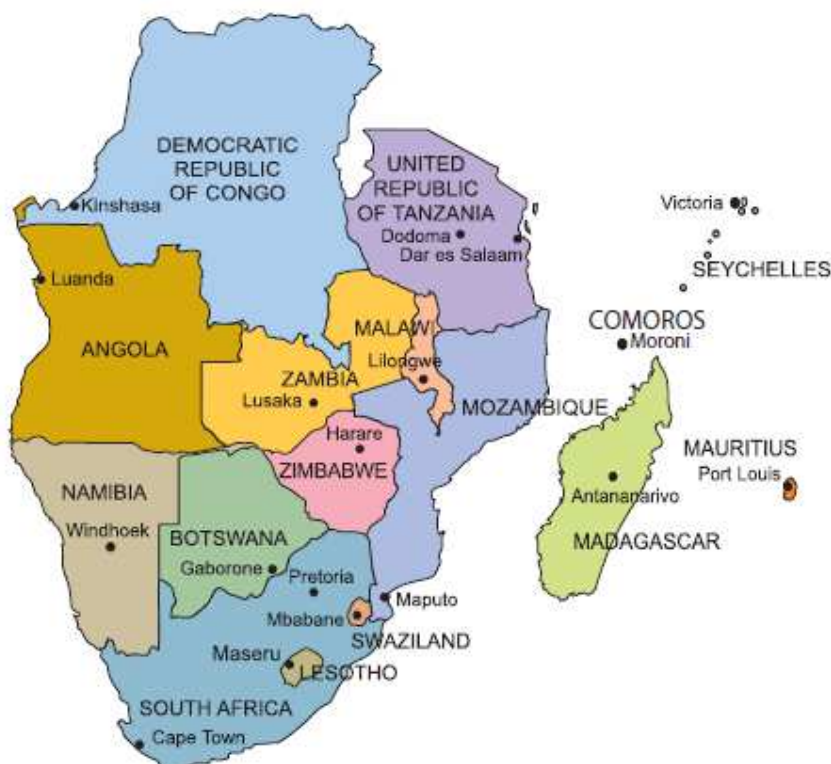 DEMOCRATIC
REPUBLIC
OF CONGO
Kinshasa
UNITED
REPUBLIC
OF TANZANIA
Dodoma
Dar es Salaam
Victoria
SEYCHELLES
Luanda
ANGOLA
MALAWI
Lilongwe
COMOROS
Moroni
ZAMBIA
Lusaka
MOZAMBIQUE
Harare
ZIMBABWE
MAURITIUS
Port Louis
Antananarivo
MADAGASCAR
NAMIBIA
Windhoek
BOTSWANA
Gaborone
Pretoria
Maputo
Mbabane
SWAZILAND
Maseru
LESOTHO
SOUTH AFRICA
Cape Town